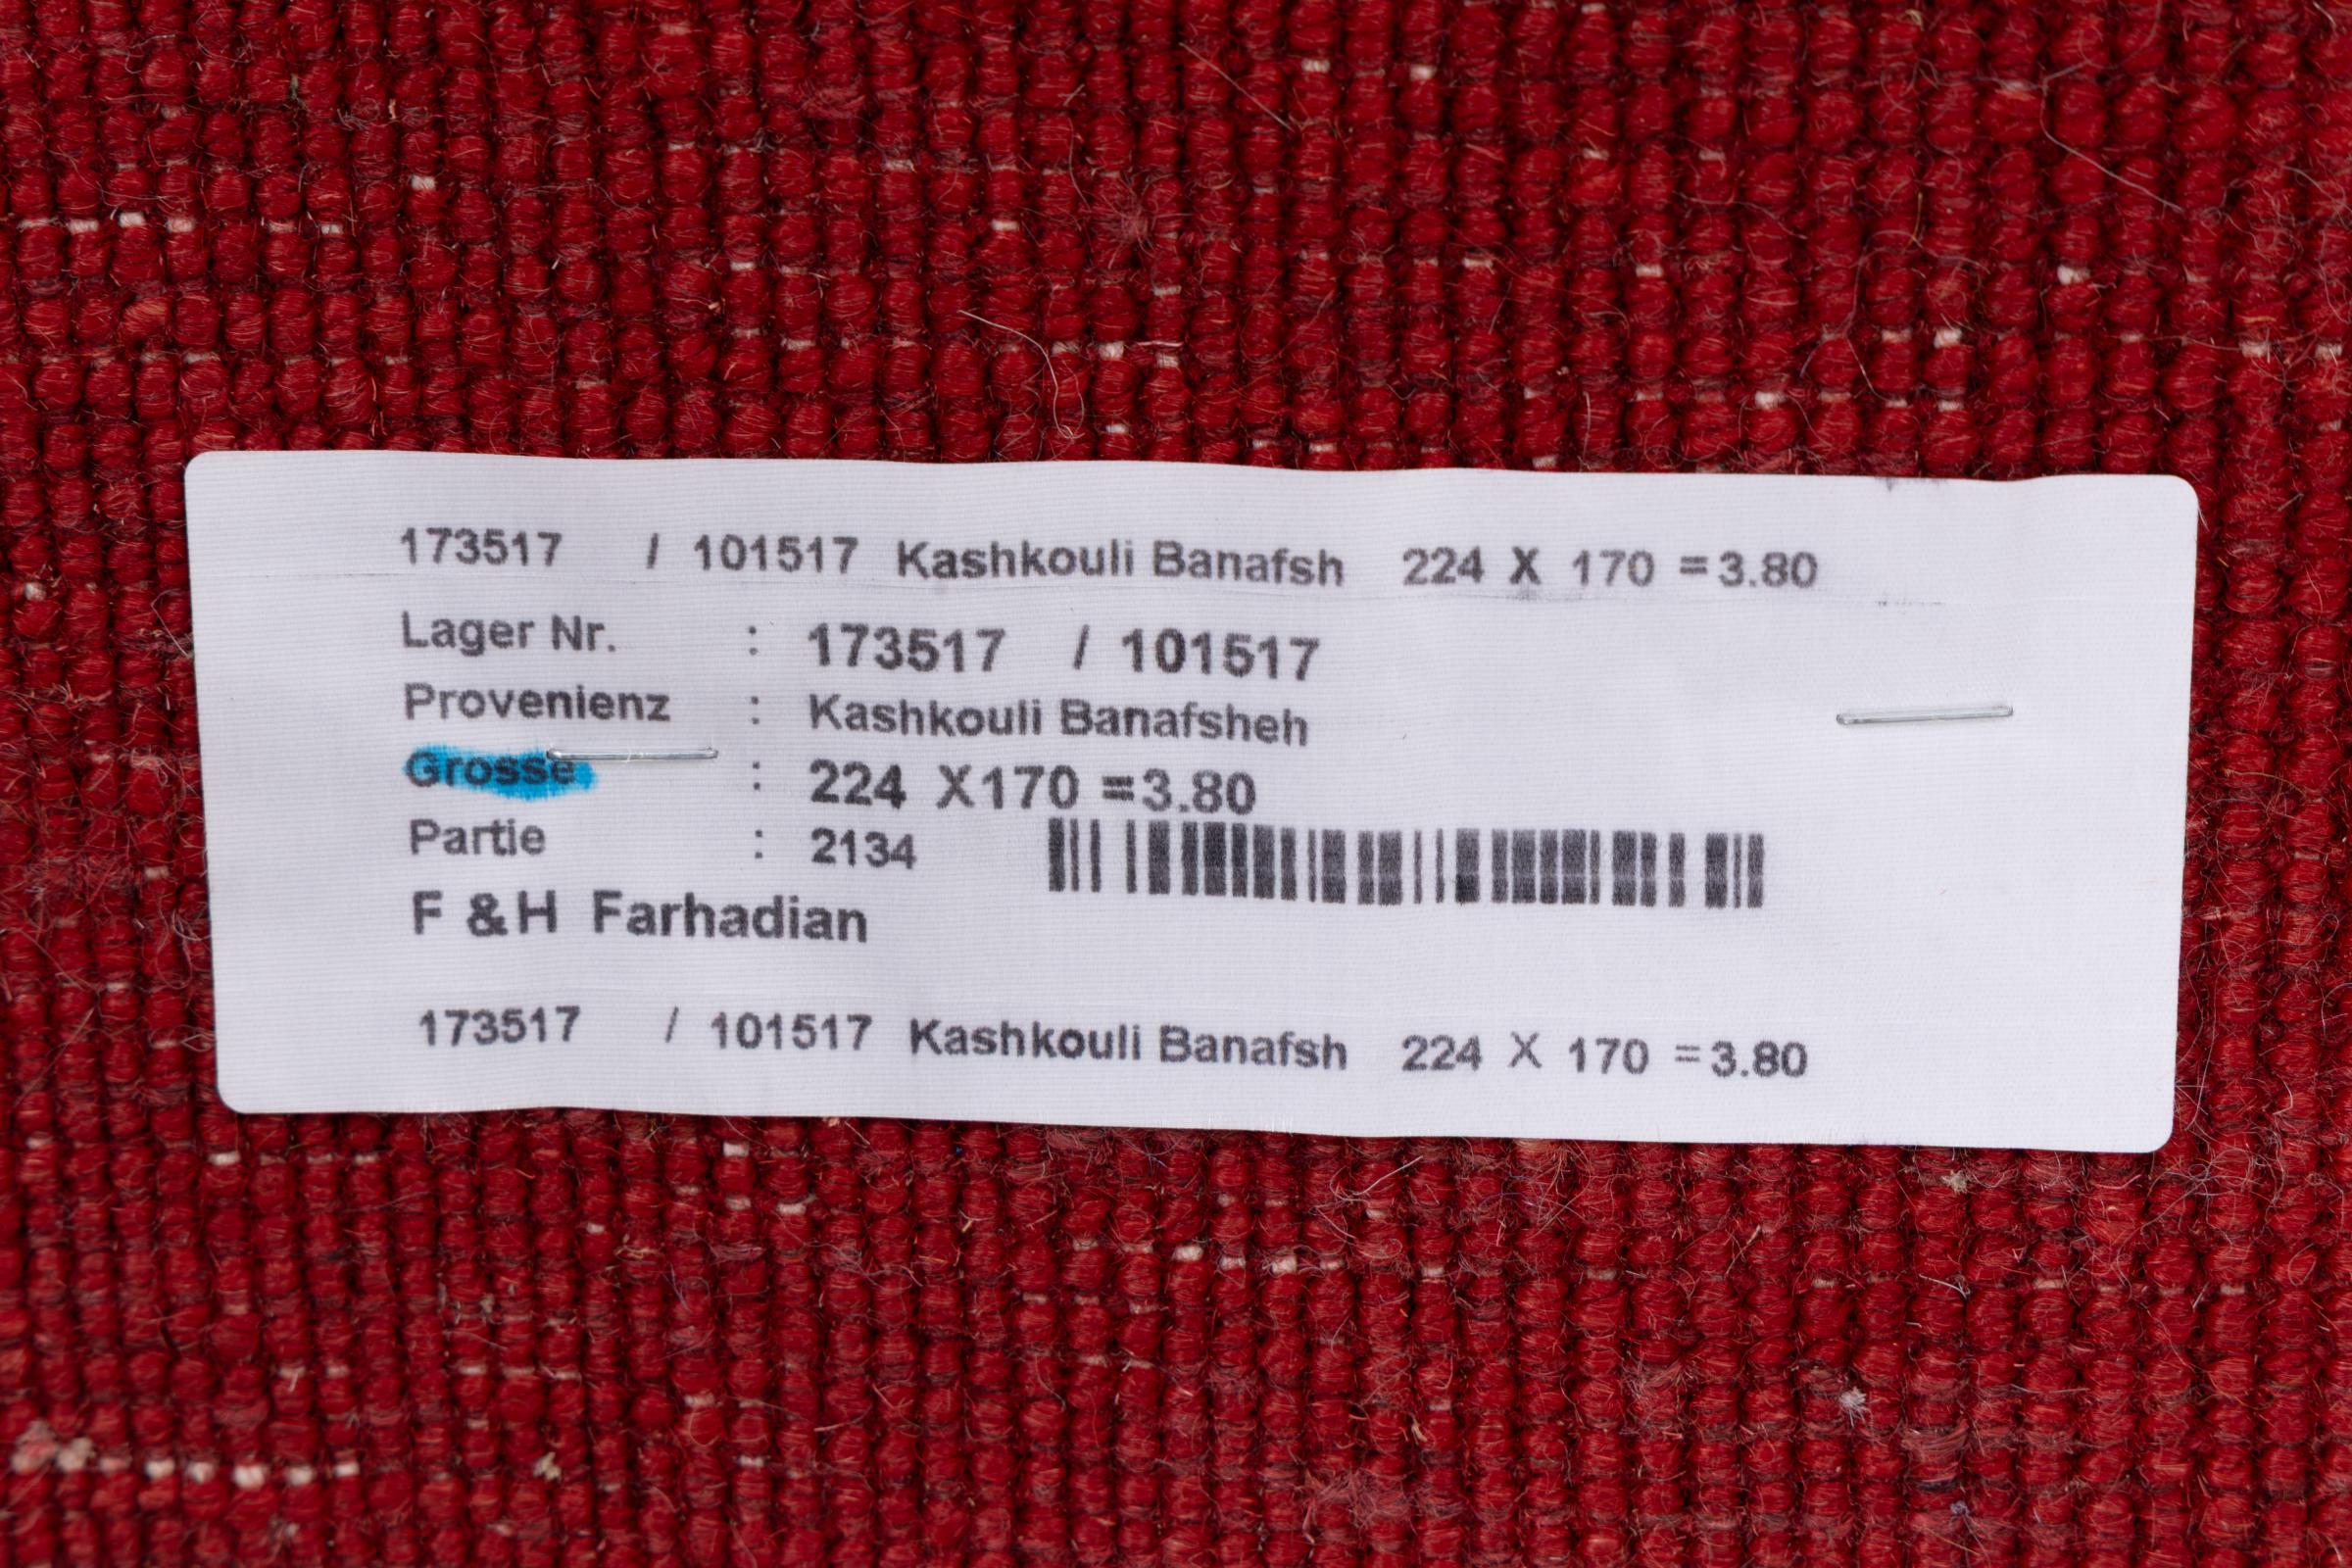 173517 / 101517 Kashkouli Banafsh 224 X 170 =3.80
Lager Nr. : 173517 / 101517
Provenienz : Kashkouli Banafsheh
Grosse : 224 X170 =3.80
Partie : 2134
F &H Farhadian
173517 / 101517 Kashkouli Banafsh 224 X 170 =3.80